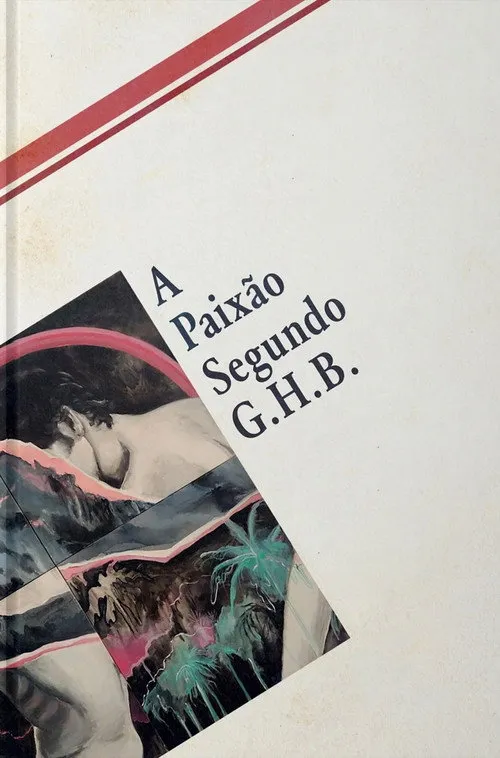 A
Paixão
Segundo
G.H.B.